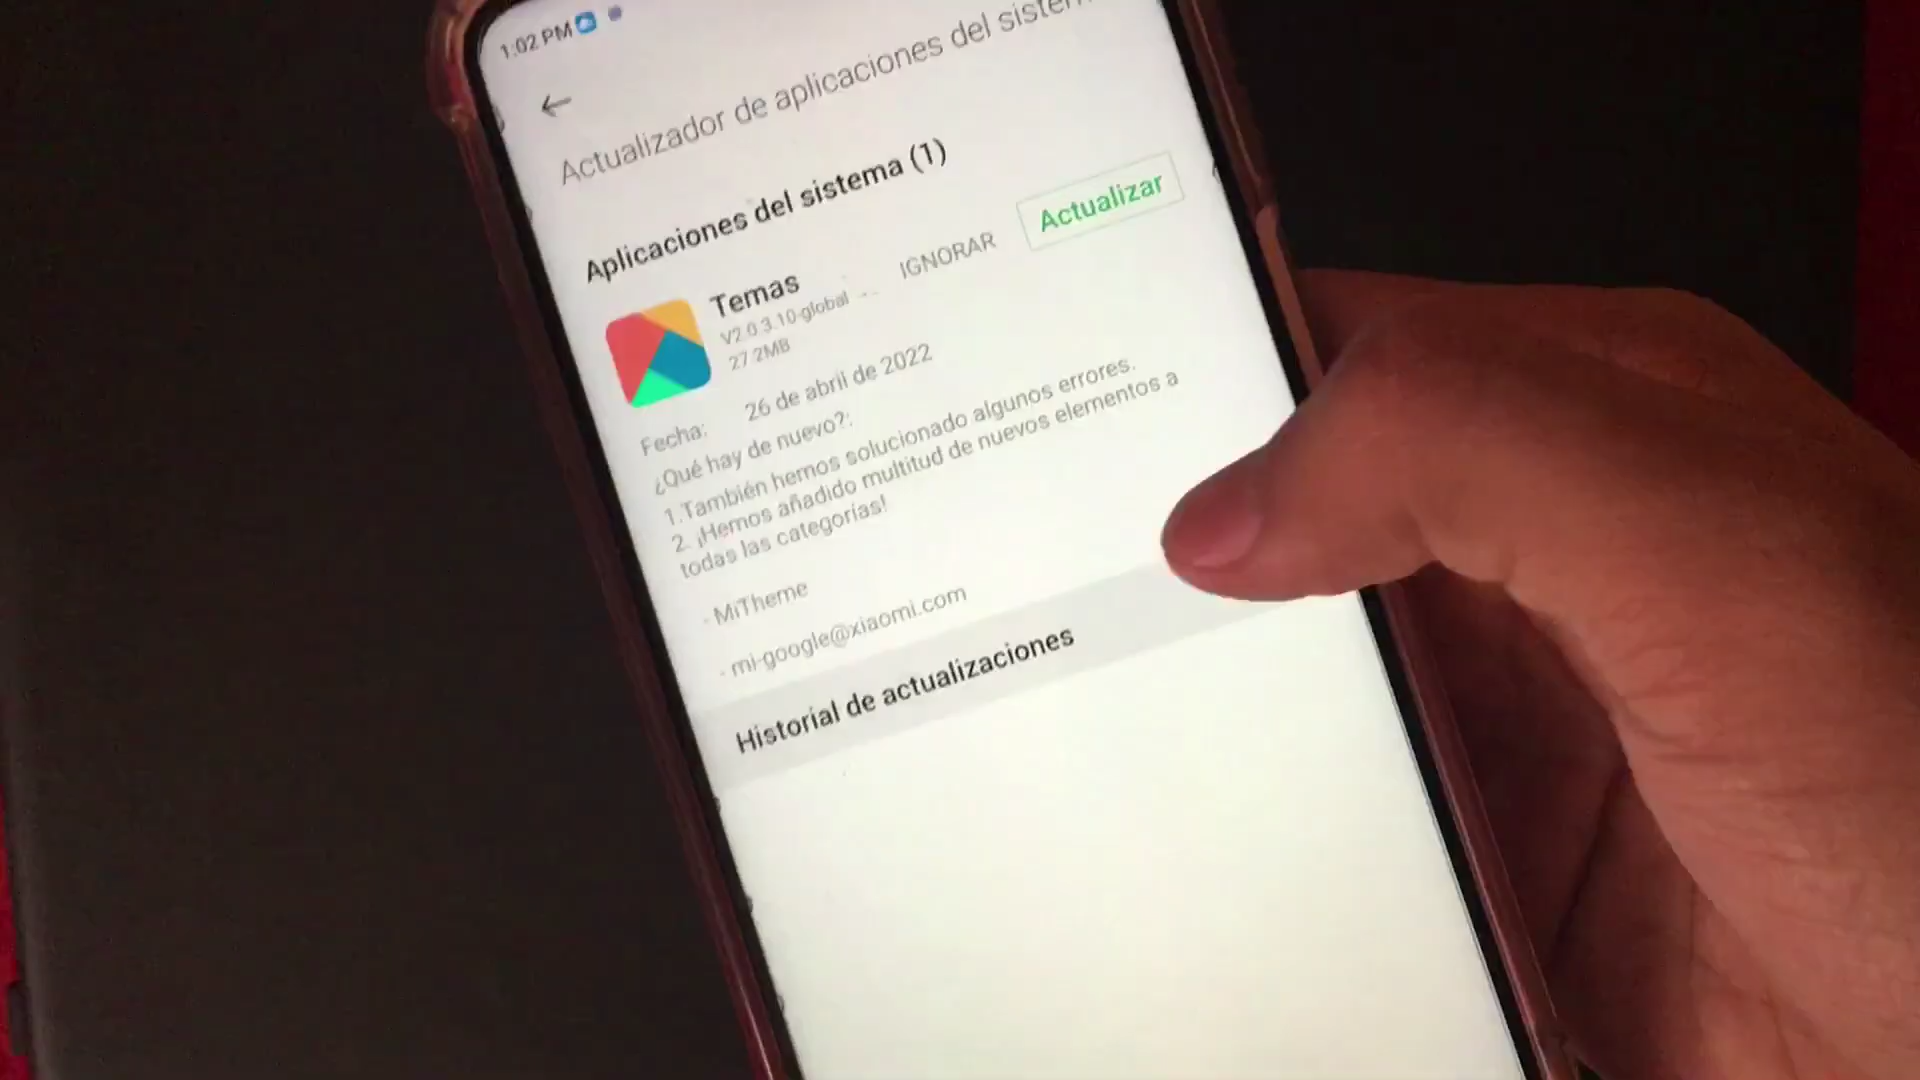 1:02 PM
←
Actualizador de aplicaciones del
Aplicaciones del sistema (1)
Temas
V2.0.3.10-global
27.2MB
IGNORAR
Actualizar
Fecha: 26 de abril de 2022
¿Qué hay de nuevo?:
1.También hemos solucionado algunos errores.
2. ¡Hemos añadido multitud de nuevos elementos a
todas las categorías!
- MiTheme
- mi-google@xiaomi.com
Historial de actualizaciones